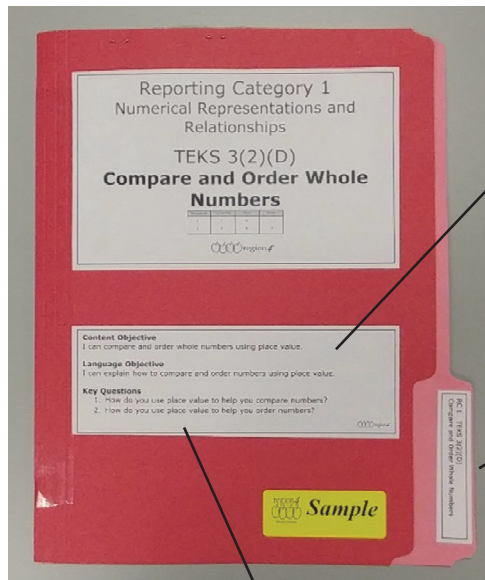 Reporting Category 1
Numerical Representations and
Relationships
TEKS 3(2)(D)
Compare and Order Whole
Numbers
region4
Content Objective
I can compare and order whole numbers using place value.
Language Objective
I can explain how to compare and order numbers using place value.
Key Questions
1. How do you use place value to help you compare numbers?
2. How do you use place value to help you order numbers?
RC 1 TEKS 3(2)(D)
Compare and Order Whole Numbers
region4
Sample